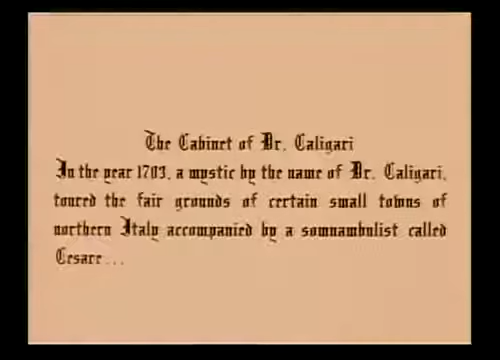 The Cabinet of Dr. Caligari
In the year 1703, a mystic by the name of Dr. Caligari,
toured the fair grounds of certain small towns of
northern Italy accompanied by a somnambulist called
Cesare...